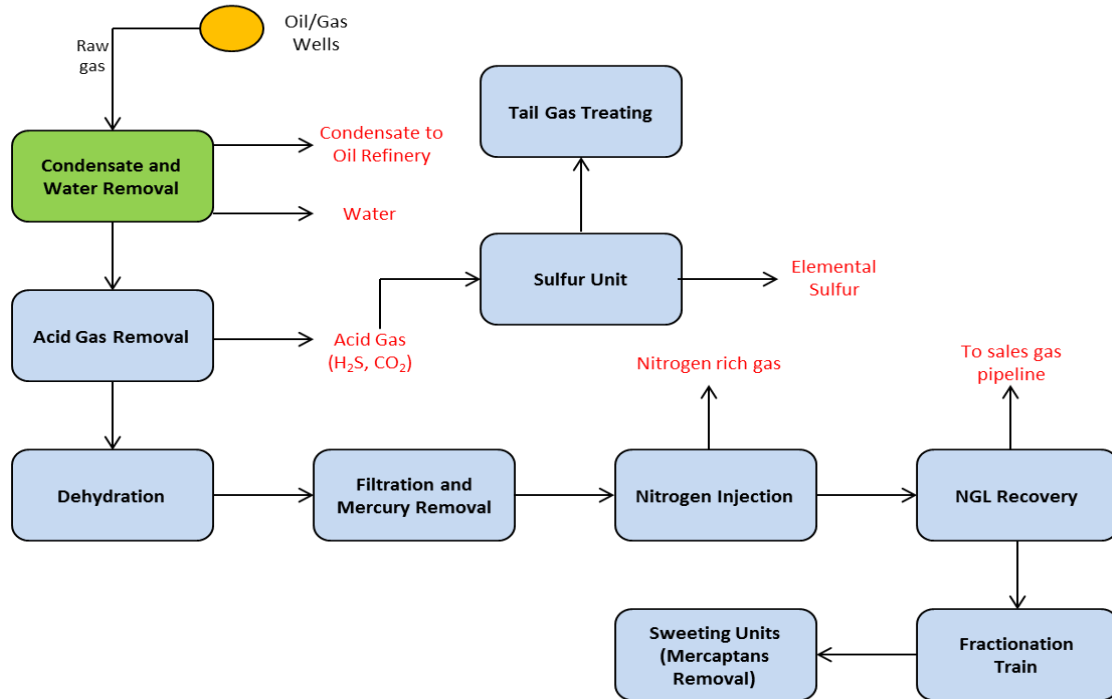 Oil/Gas
Wells
Raw
gas
Tail Gas Treating
Condensate and
Water Removal
Condensate to
Oil Refinery
Water
Sulfur Unit
Elemental
Sulfur
Acid Gas Removal
Acid Gas
(H₂S, CO₂)
Nitrogen rich gas
To sales gas
pipeline
Dehydration
Filtration and
Mercury Removal
Nitrogen Injection
NGL Recovery
Sweeting Units
(Mercaptans
Removal)
Fractionation
Train